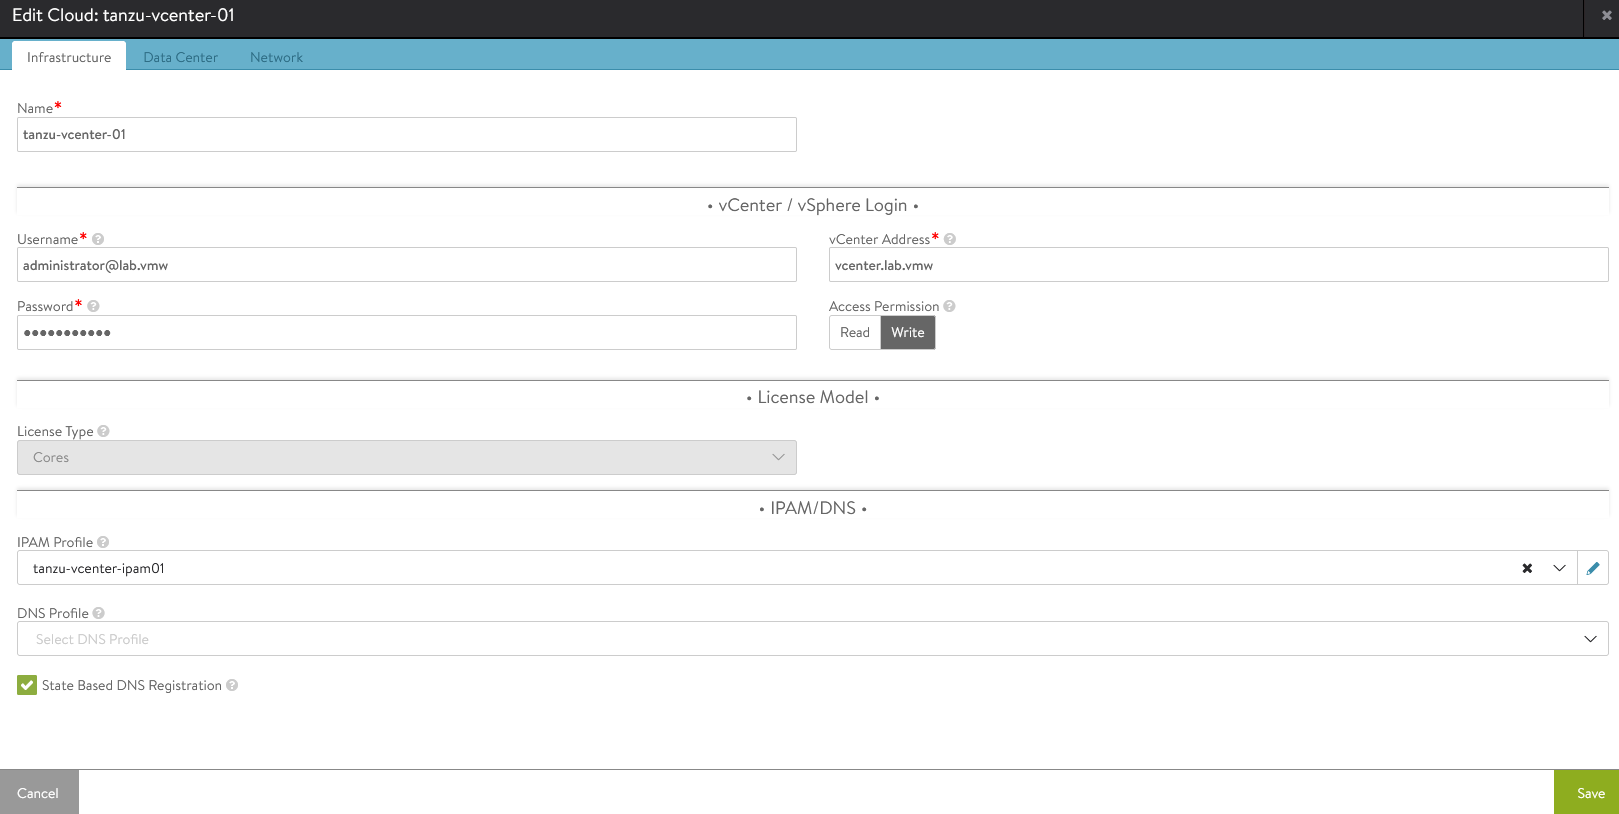 Edit Cloud: tanzu-vcenter-01
Infrastructure Data Center Network
Name*
tanzu-vcenter-01
• vCenter / vSphere Login •
Username* vCenter Address*
administrator@lab.vmw vcenter.lab.vmw
Password* Access Permission
●●●●●●●●●●● Read Write
• License Model •
License Type
Cores
• IPAM/DNS •
IPAM Profile
tanzu-vcenter-ipam01
DNS Profile
Select DNS Profile
State Based DNS Registration
Cancel Save